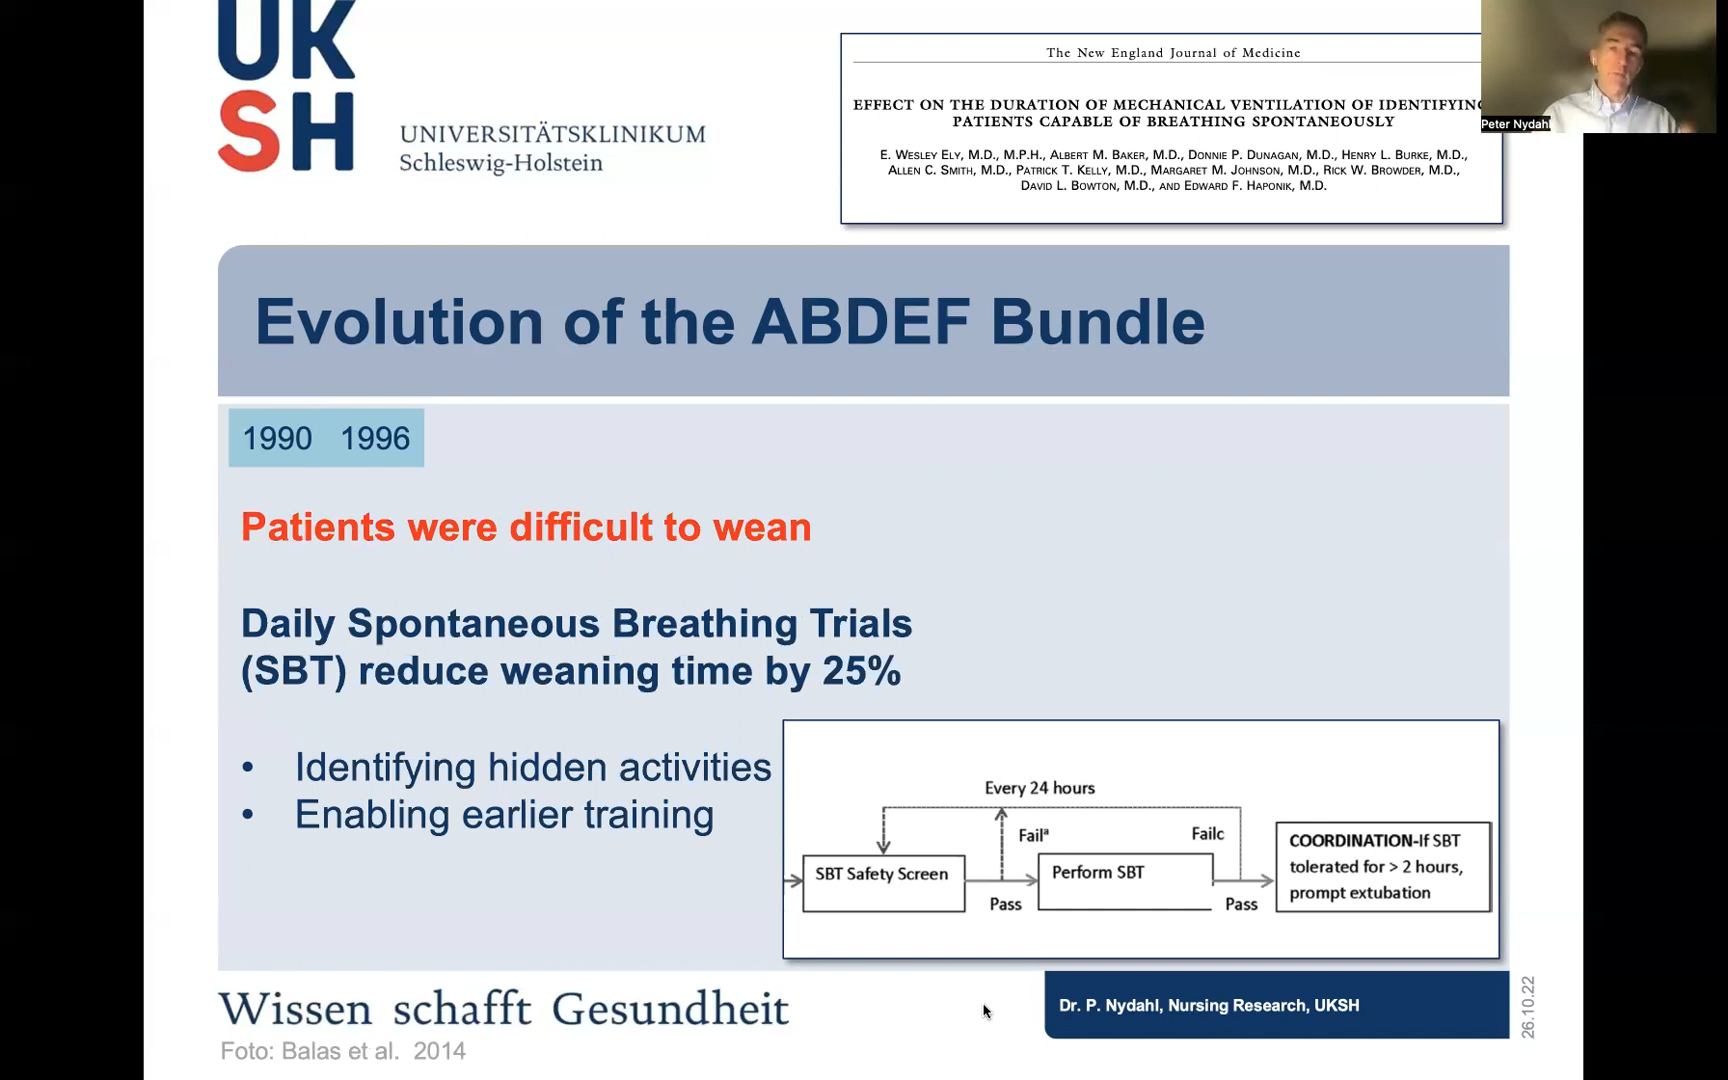 UK
SH
UNIVERSITÄTSKLINIKUM
Schleswig-Holstein
The New England Journal of Medicine
EFFECT ON THE DURATION OF MECHANICAL VENTILATION OF IDENTIFYING
PATIENTS CAPABLE OF BREATHING SPONTANEOUSLY
E. WESLEY ELY, M.D., M.P.H., ALBERT M. BAKER, M.D., DONNIE P. DUNAGAN, M.D., HENRY L. BURKE, M.D.,
ALLEN C. SMITH, M.D., PATRICK T. KELLY, M.D., MARGARET M. JOHNSON, M.D., RICK W. BROWDER, M.D.,
DAVID L. BOWTON, M.D., AND EDWARD F. HAPONIK, M.D.
Peter Nydahl
Evolution of the ABDEF Bundle
1990 1996
Patients were difficult to wean
Daily Spontaneous Breathing Trials
(SBT) reduce weaning time by 25%
• Identifying hidden activities
• Enabling earlier training
Every 24 hours
Failª
Failc
SBT Safety Screen
Pass
Perform SBT
Pass
COORDINATION-If SBT
tolerated for > 2 hours,
prompt extubation
Wissen schafft Gesundheit
Foto: Balas et al. 2014
Dr. P. Nydahl, Nursing Research, UKSH
26.10.22